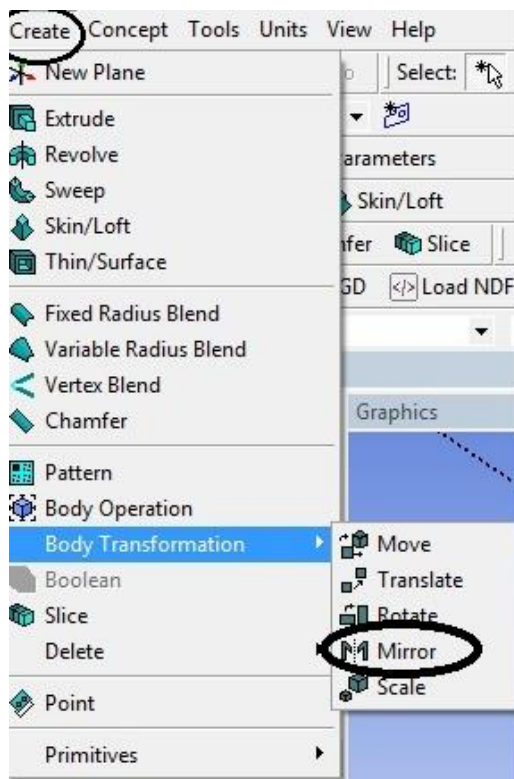 Create Concept Tools Units View Help
New Plane
Select:
Extrude
Revolve
arameters
Sweep
Skin/Loft
Skin/Loft
nfer Slice
Thin/Surface
GD Load NDF
Fixed Radius Blend
Variable Radius Blend
Vertex Blend
Chamfer
Graphics
Pattern
Body Operation
Body Transformation
Move
Boolean
Translate
Slice
Rotate
Delete
Mirror
Scale
Point
Primitives